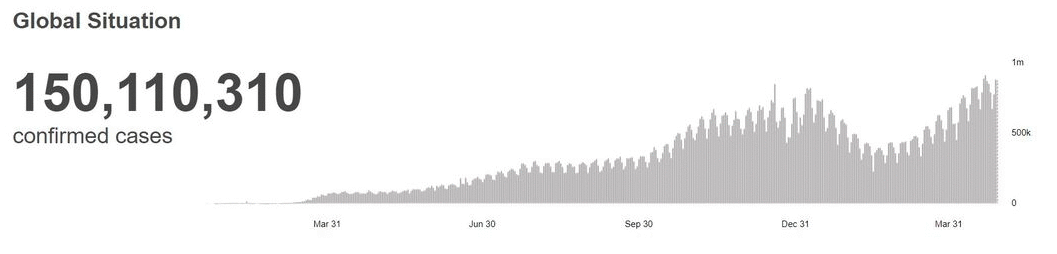 Global Situation
150,110,310
confirmed cases
1m
500k
0
Mar 31 Jun 30 Sep 30 Dec 31 Mar 31